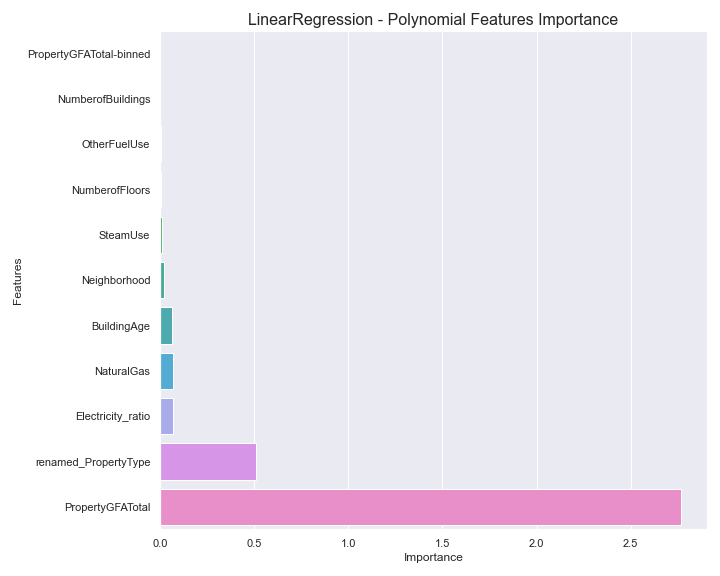 LinearRegression - Polynomial Features Importance
PropertyGFATotal-binned
NumberofBuildings
OtherFuelUse
NumberofFloors
SteamUse
Neighborhood
BuildingAge
NaturalGas
Electricity_ratio
renamed_PropertyType
PropertyGFATotal
Features
0.0 0.5 1.0 1.5 2.0 2.5
Importance